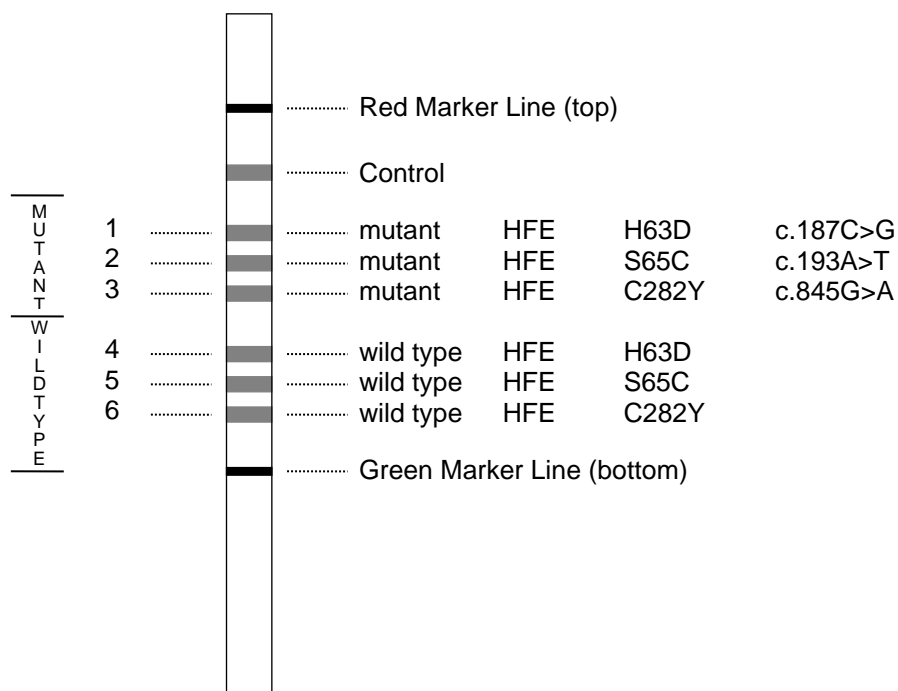 Red Marker Line (top)
Control
MUTANT
1 mutant HFE H63D c.187C>G
2 mutant HFE S65C c.193A>T
3 mutant HFE C282Y c.845G>A
WILDTYPE
4 wild type HFE H63D
5 wild type HFE S65C
6 wild type HFE C282Y
Green Marker Line (bottom)